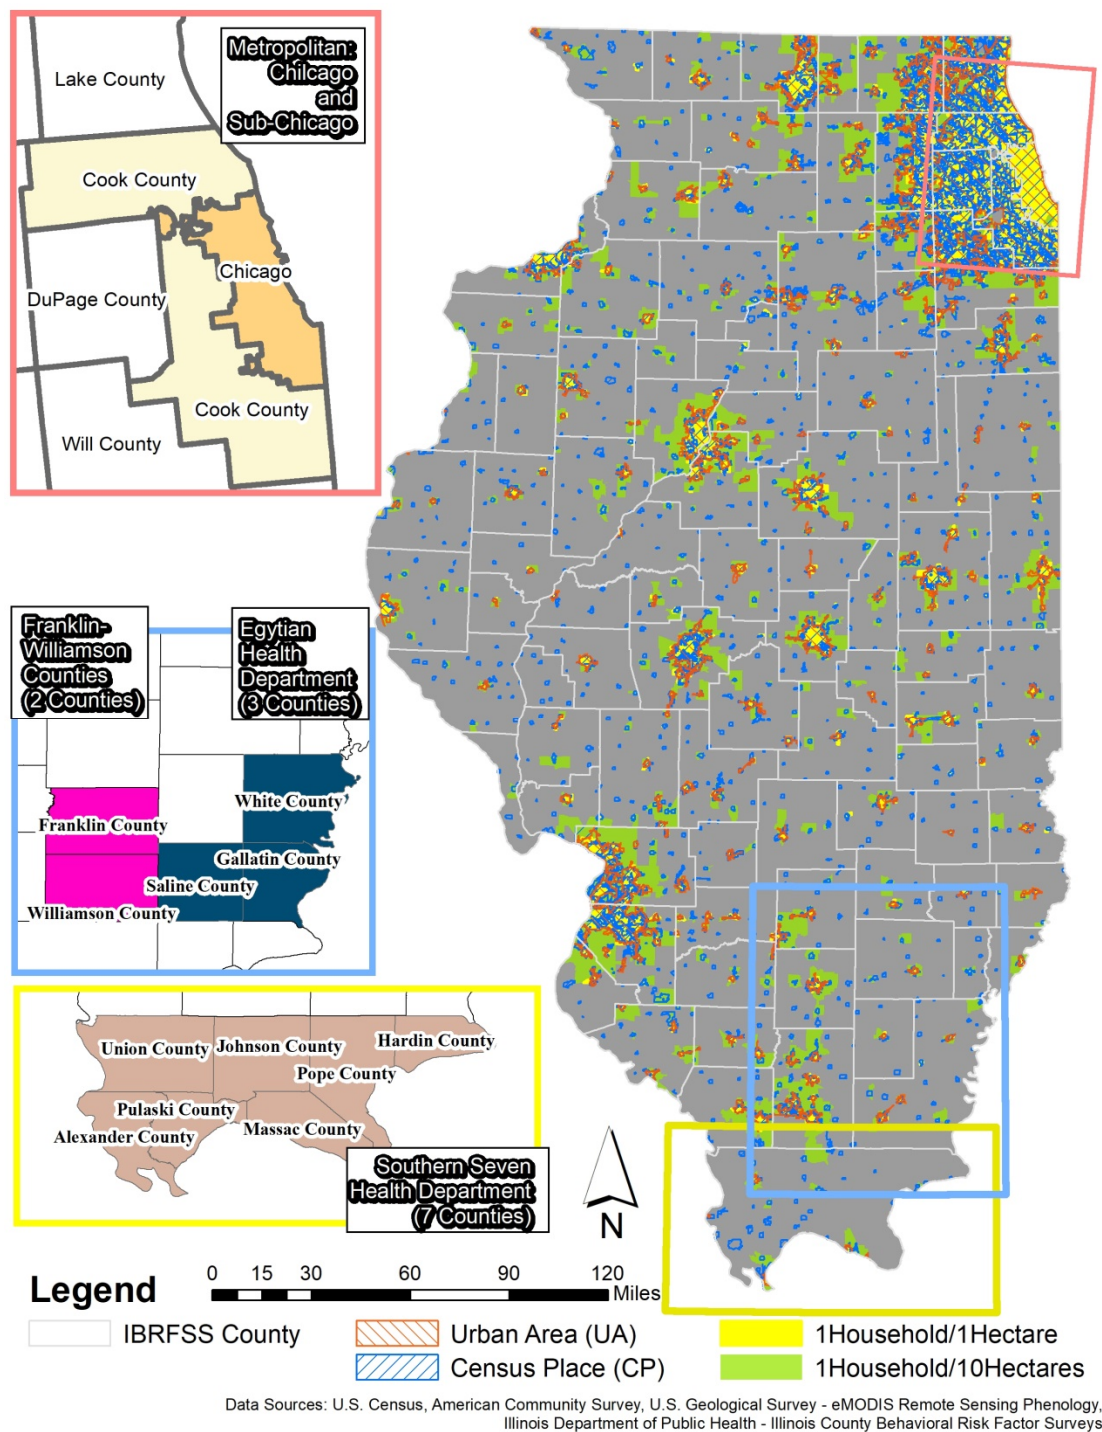 Metropolitan:
Chilcago
and
Sub-Chicago
Lake County
Cook County
Chicago
DuPage County
Cook County
Will County
Franklin-
Williamson
Counties
(2 Counties)
Egytian
Health
Department
(3 Counties)
White County
Franklin County
Gallatin County
Saline County
Williamson County
Union County
Johnson County
Hardin County
Pope County
Pulaski County
Alexander County
Massac County
Southern Seven
Health Department
(7 Counties)
N
Legend
0 15 30 60 90 120
Miles
IBRFSS County
Urban Area (UA)
Census Place (CP)
1Household/1Hectare
1Household/10Hectares
Data Sources: U.S. Census, American Community Survey, U.S. Geological Survey - eMODIS Remote Sensing Phenology,
Illinois Department of Public Health - Illinois County Behavioral Risk Factor Surveys